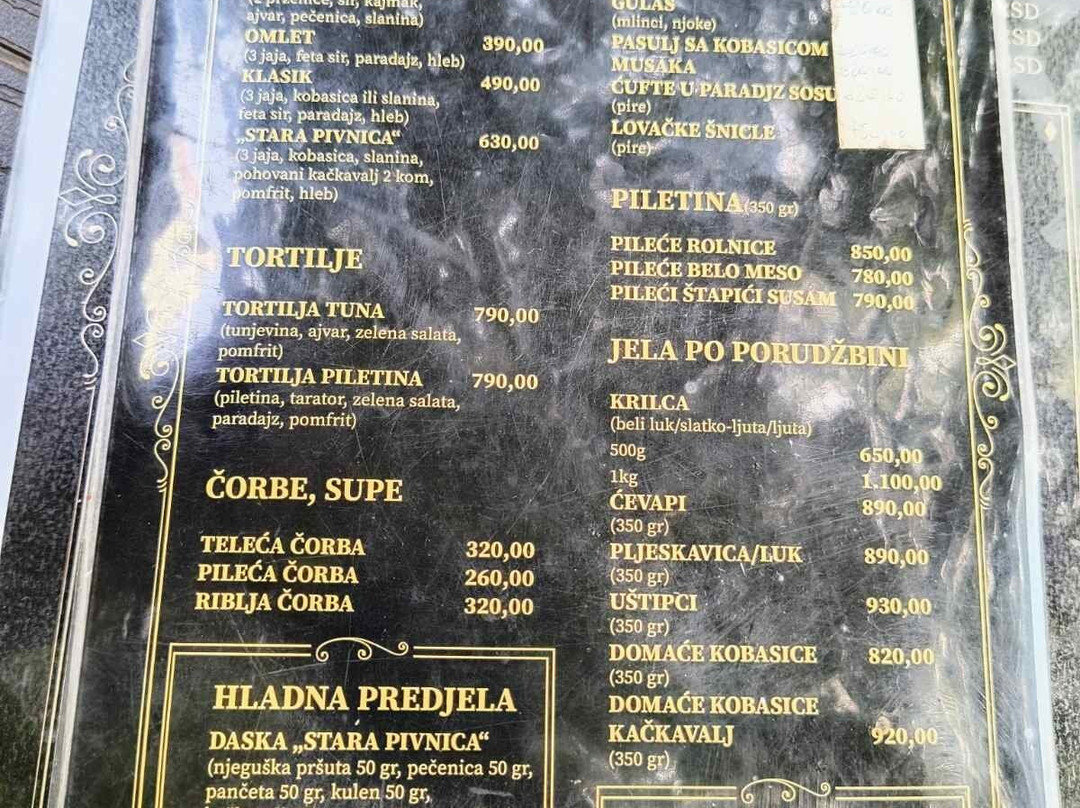 ajvar, pečenica, slanina)
OMLET 390,00
(3 jaja, feta sir, paradajz, hleb)
KLASIK 490,00
(3 jaja, kobasica ili slanina,
feta sir, paradajz, hleb)
„STARA PIVNICA“ 630,00
(3 jaja, kobasica, slanina,
pohovani kačkavalj 2 kom,
pomfrit, hleb)
TORTILJE
TORTILJA TUNA 790,00
(tunjevina, ajvar, zelena salata,
pomfrit)
TORTILJA PILETINA 790,00
(piletina, tarator, zelena salata,
paradajz, pomfrit)
ČORBE, SUPE
TELEĆA ČORBA 320,00
PILEĆA ČORBA 260,00
RIBLJA ČORBA 320,00
HLADNA PREDJELA
DASKA „STARA PIVNICA“
(njeguška pršuta 50 gr, pečenica 50 gr,
pančeta 50 gr, kulen 50 gr,
GULAŠ
(mlinci, njoke)
PASULJ SA KOBASICOM
MUSAKA
ĆUFTE U PARADJZ SOSU
(pire)
LOVAČKE ŠNICLE
(pire)
PILETINA (350 gr)
PILEĆE ROLNICE 850,00
PILEĆE BELO MESO 780,00
PILEĆI ŠTAPIĆI SUSAM 790,00
JELA PO PORUDŽBINI
KRILCA
(beli luk/slatko-ljuta/ljuta)
500g 650,00
1kg 1.100,00
ĆEVAPI 890,00
(350 gr)
PLJESKAVICA/LUK 890,00
(350 gr)
UŠTIPCI 930,00
(350 gr)
DOMAĆE KOBASICE 820,00
(350 gr)
DOMAĆE KOBASICE
KAČKAVALJ 920,00
(350 gr)